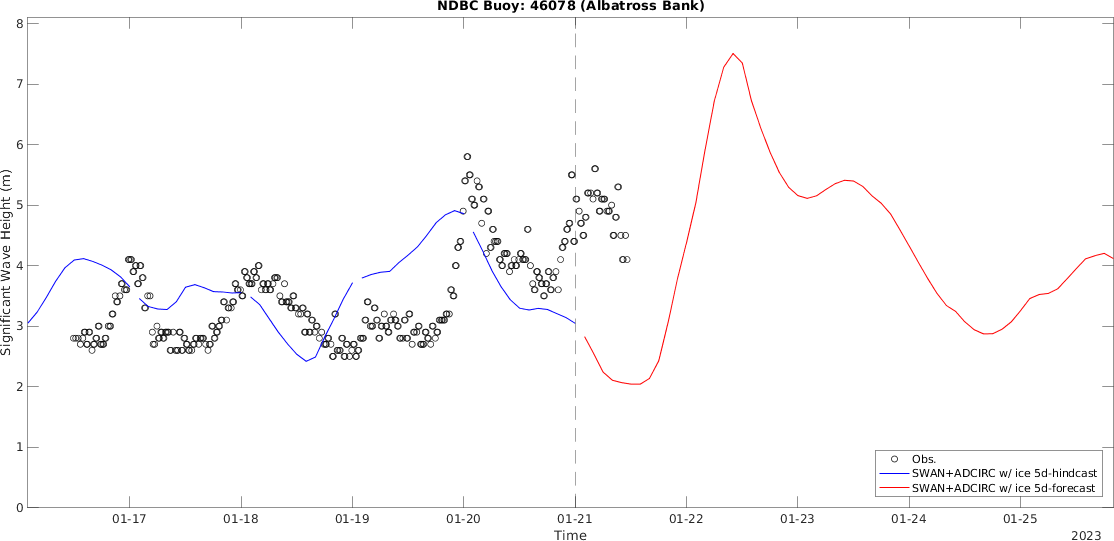 NDBC Buoy: 46078 (Albatross Bank)
8
7
6
5
4
3
2
1
0
Significant Wave Height (m)
01-17 01-18 01-19 01-20 01-21 01-22 01-23 01-24 01-25
Time
2023
Obs.
SWAN+ADCIRC w/ ice 5d-hindcast
SWAN+ADCIRC w/ ice 5d-forecast